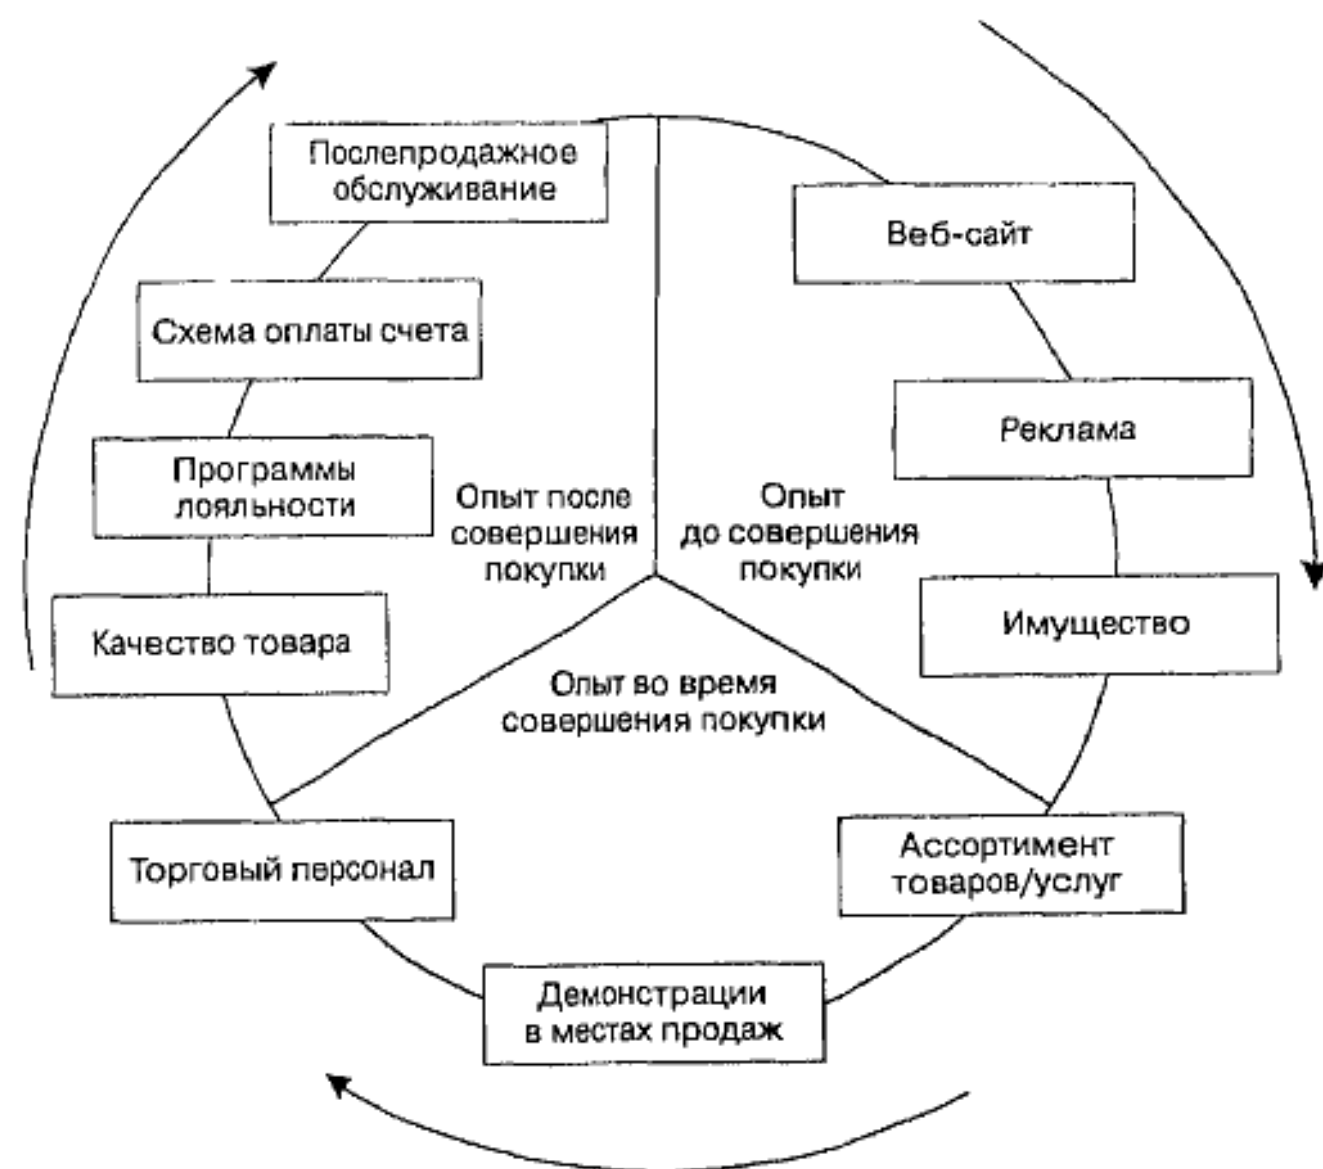 Послепродажное
обслуживание
Веб-сайт
Схема оплаты счета
Реклама
Программы
лояльности
Опыт после
совершения
покупки
Опыт
до совершения
покупки
Качество товара
Имущество
Опыт во время
совершения покупки
Торговый персонал
Ассортимент
товаров/услуг
Демонстрации
в местах продаж